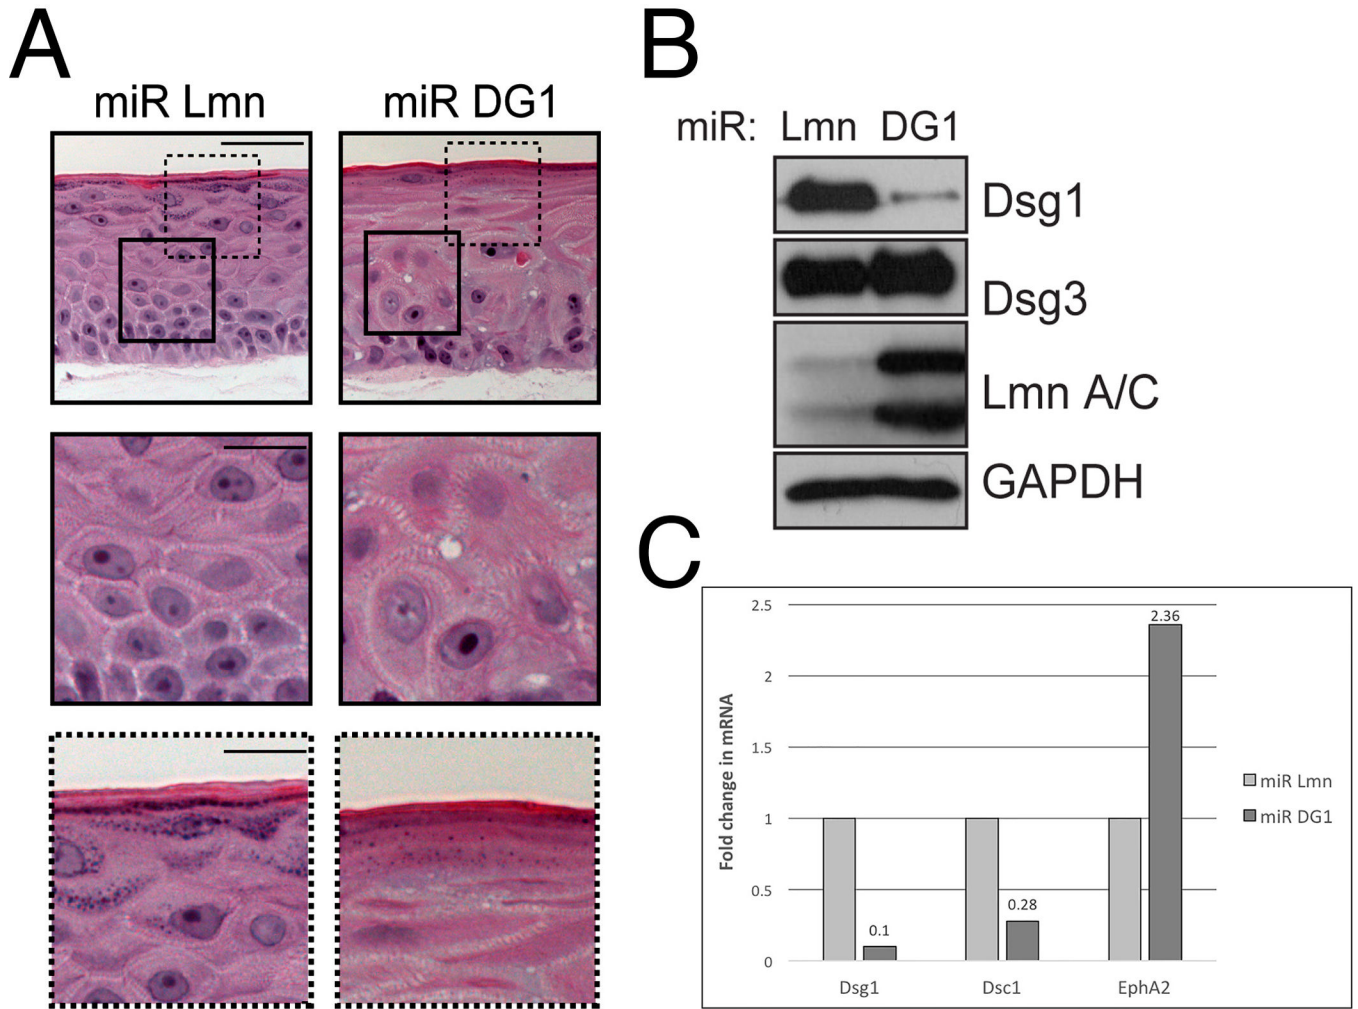 A
miR Lmn
miR DG1
B
miR: Lmn DG1
Dsg1
Dsg3
Lmn A/C
GAPDH
C
Fold change in mRNA
2.5
2
1.5
1
0.5
0
0.1
0.28
2.36
Dsg1
Dsc1
EphA2
miR Lmn
miR DG1